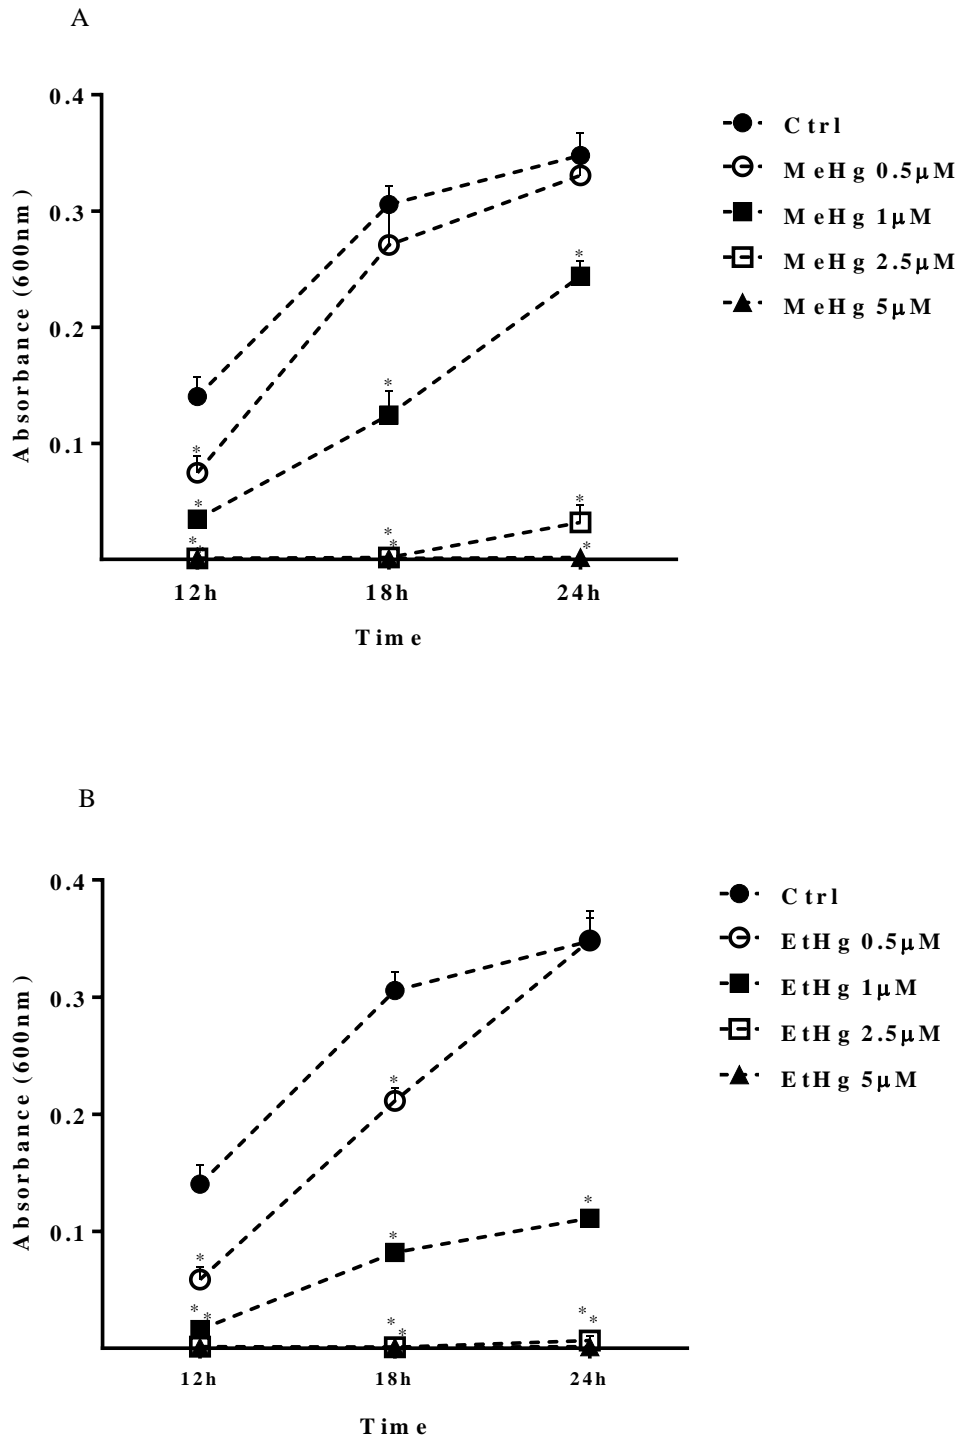 A
0.4
0.3
0.2
0.1
Absorbance (600nm)
12h
18h
24h
Time
Ctrl
MeHg 0.5μM
MeHg 1μM
MeHg 2.5μM
MeHg 5μM
* * * * * * * * * *
B
0.4
0.3
0.2
0.1
Absorbance (600nm)
12h
18h
24h
Time
Ctrl
EtHg 0.5μM
EtHg 1μM
EtHg 2.5μM
EtHg 5μM
* * * * * * * * * * *